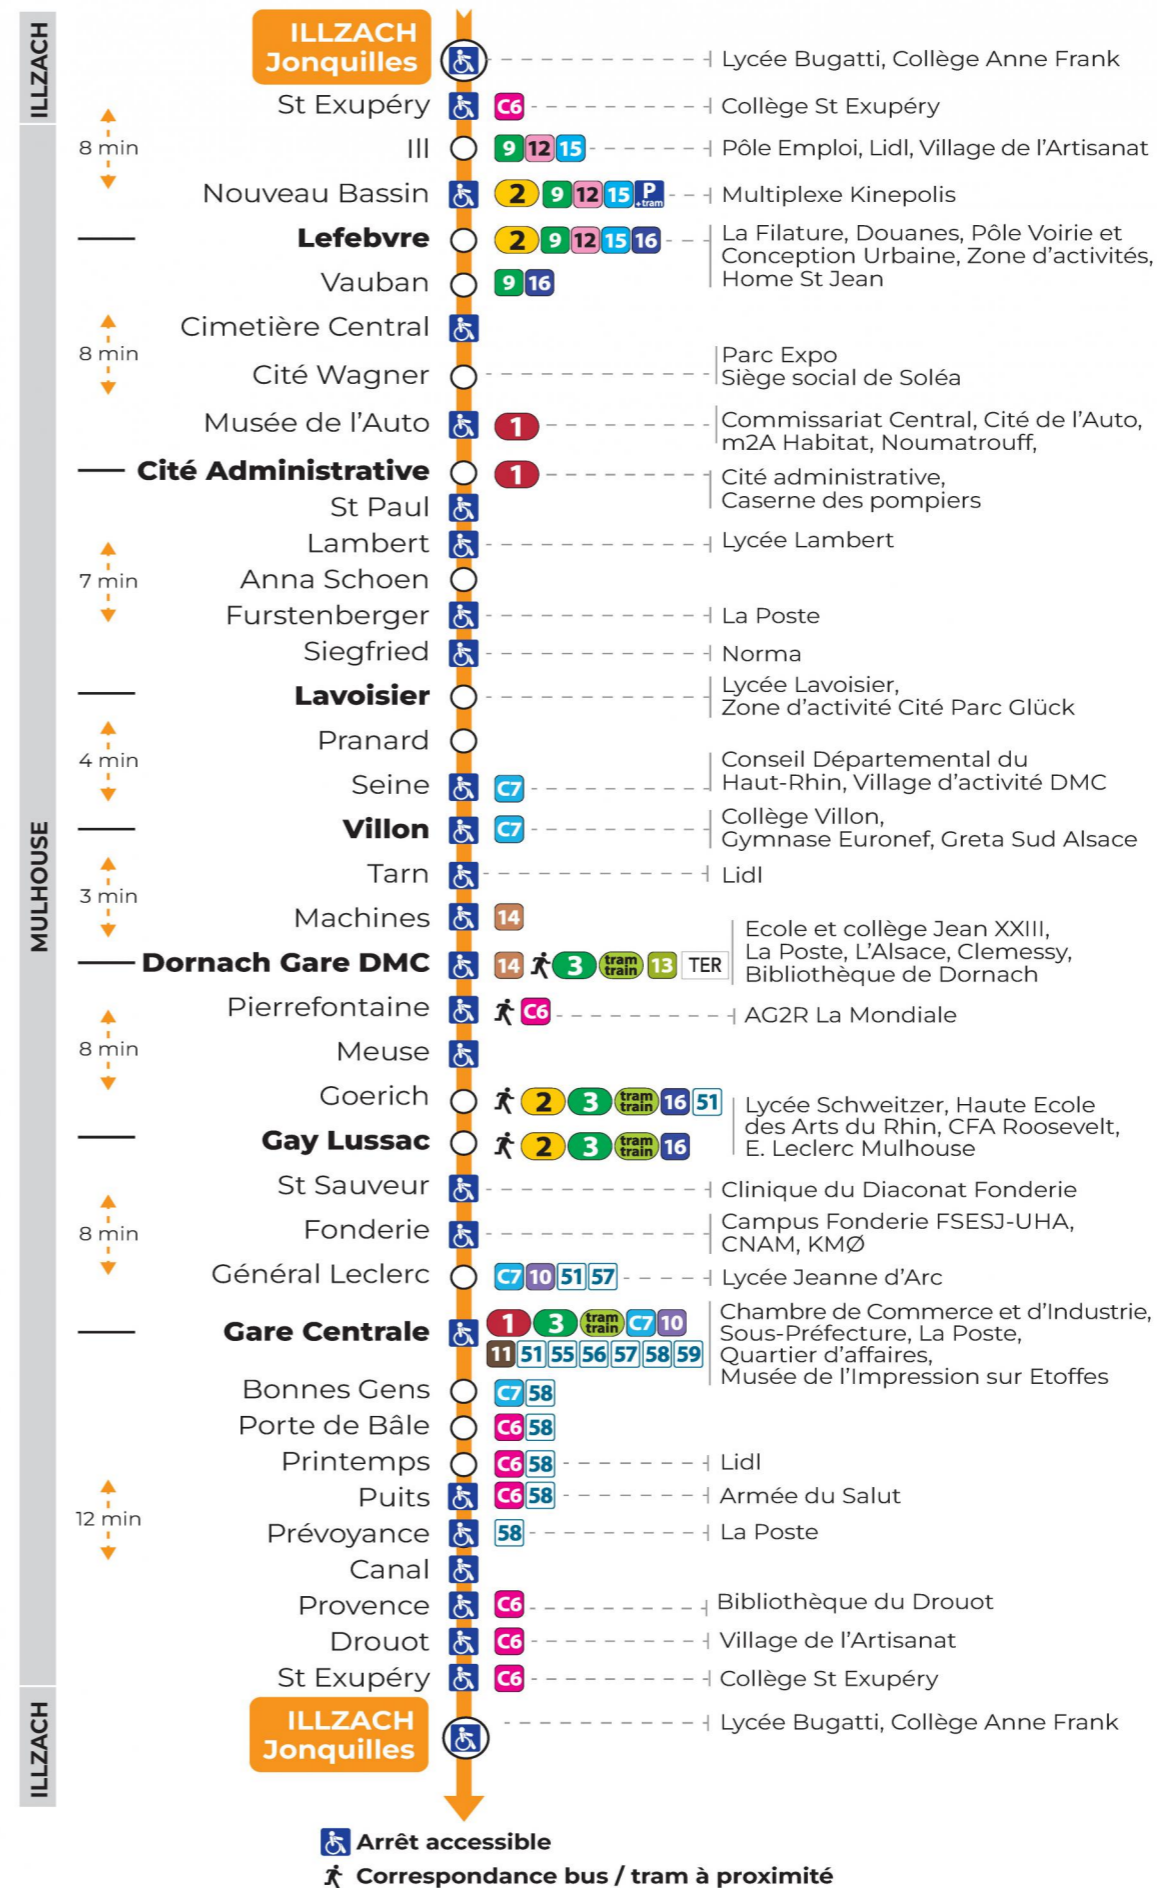 ILLZACH
ILLZACH
Jonquilles
Lycée Bugatti, Collège Anne Frank
St Exupéry C6 Collège St Exupéry
MULHOUSE
8 min
Ill 9 12 15 Pôle Emploi, Lidl, Village de l'Artisanat
Nouveau Bassin 2 9 12 15 P +tram Multiplexe Kinepolis
Lefebvre 2 9 12 15 16
La Filature, Douanes, Pôle Voirie et
Conception Urbaine, Zone d'activités,
Home St Jean
Vauban 9 16
Cimetière Central
8 min
Cité Wagner
Parc Expo
Siège social de Soléa
Musée de l'Auto 1
Commissariat Central, Cité de l'Auto,
m2A Habitat, Noumatrouff,
Cité Administrative 1
Cité administrative,
Caserne des pompiers
St Paul
Lambert Lycée Lambert
7 min
Anna Schoen
Furstenberger La Poste
Siegfried Norma
Lavoisier
Lycée Lavoisier,
Zone d'activité Cité Parc Glück
Pranard
4 min
Seine C7
Conseil Départemental du
Haut-Rhin, Village d'activité DMC
Villon C7
Collège Villon,
Gymnase Euronef, Greta Sud Alsace
Tarn Lidl
3 min
Machines 14
Dornach Gare DMC 14 3 tram train 13 TER
Ecole et collège Jean XXIII,
La Poste, L'Alsace, Clemessy,
Bibliothèque de Dornach
Pierrefontaine C6 AG2R La Mondiale
8 min
Meuse
Goerich 2 3 tram train 16 51
Gay Lussac 2 3 tram train 16
Lycée Schweitzer, Haute Ecole
des Arts du Rhin, CFA Roosevelt,
E. Leclerc Mulhouse
St Sauveur Clinique du Diaconat Fonderie
8 min
Fonderie
Campus Fonderie FSESJ-UHA,
CNAM, KMØ
Général Leclerc C7 10 51 57 Lycée Jeanne d'Arc
Gare Centrale 1 3 tram train C7 10
11 51 55 56 57 58 59
Chambre de Commerce et d'Industrie,
Sous-Préfecture, La Poste,
Quartier d'affaires,
Musée de l'Impression sur Etoffes
Bonnes Gens C7 58
Porte de Bâle C6 58
Printemps C6 58 Lidl
Puits C6 58 Armée du Salut
12 min
Prévoyance 58 La Poste
Canal
Provence C6 Bibliothèque du Drouot
Drouot C6 Village de l'Artisanat
St Exupéry C6 Collège St Exupéry
ILLZACH
ILLZACH
Jonquilles
Lycée Bugatti, Collège Anne Frank
Arrêt accessible
Correspondance bus / tram à proximité